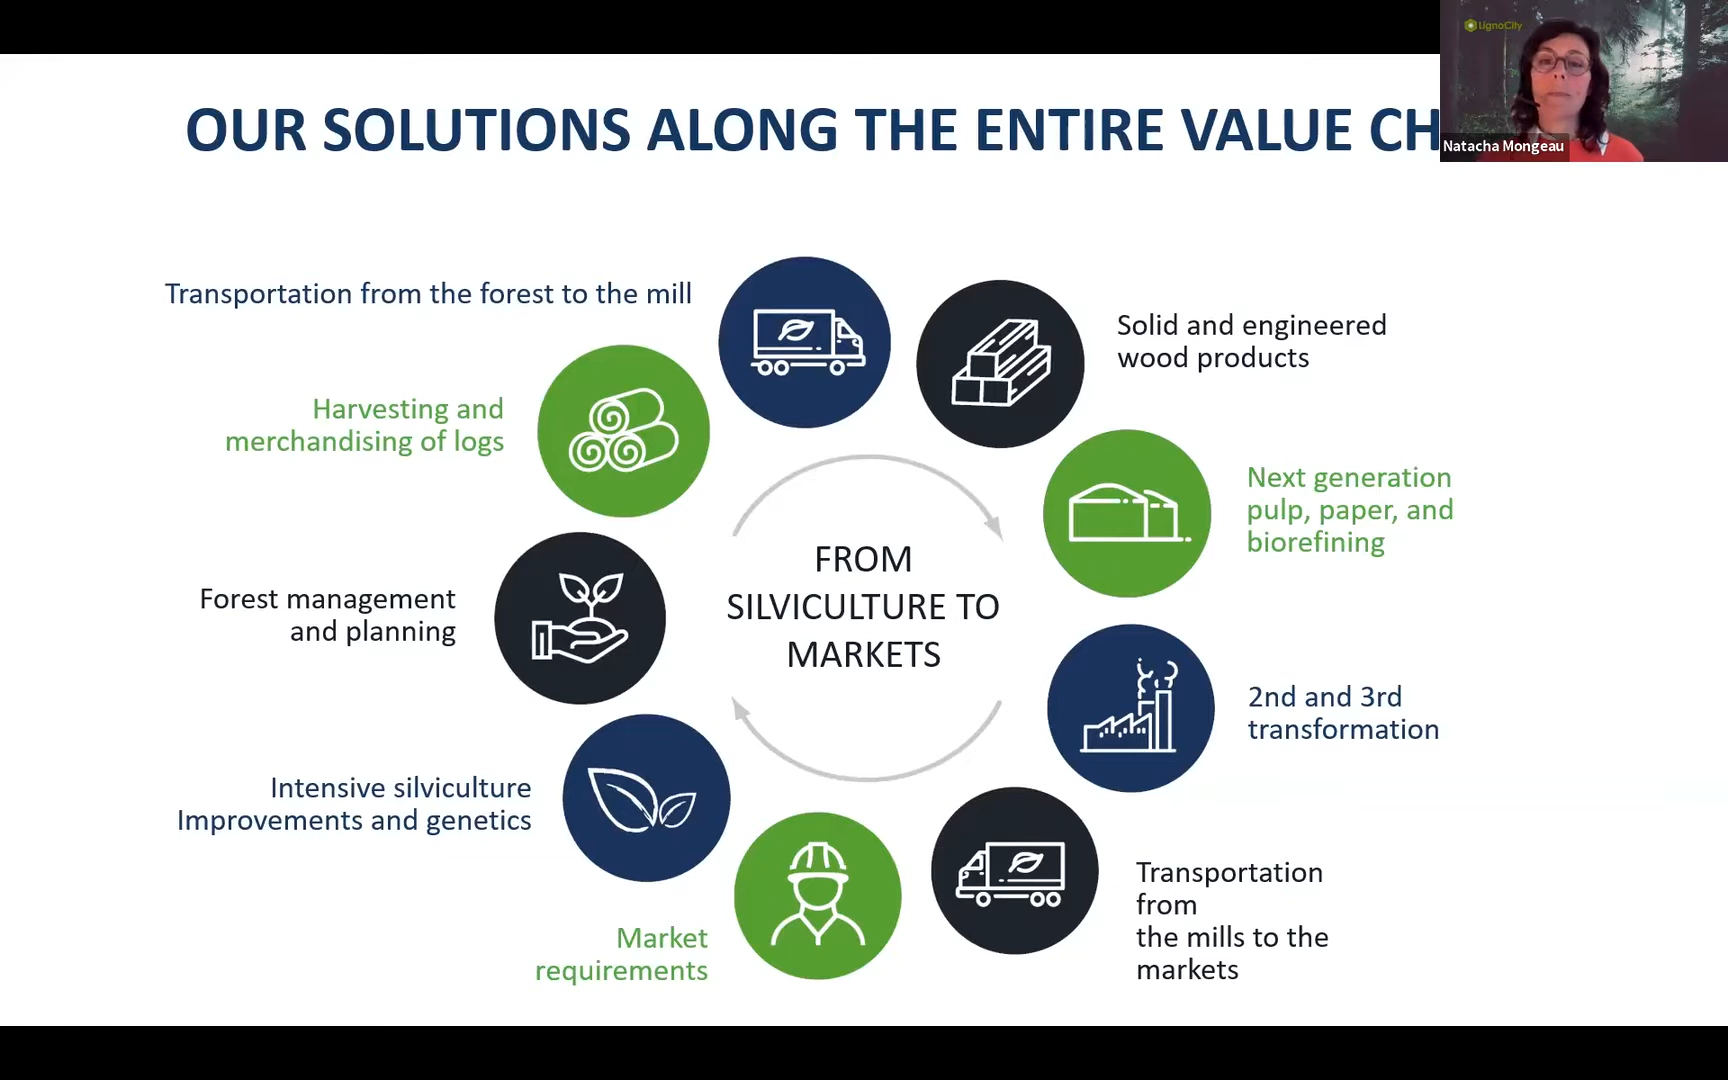 OUR SOLUTIONS ALONG THE ENTIRE VALUE CH
LignoCity
Natacha Mongeau
Transportation from the forest to the mill
Solid and engineered
wood products
Harvesting and
merchandising of logs
Next generation
pulp, paper, and
biorefining
FROM
SILVICULTURE TO
MARKETS
Forest management
and planning
2nd and 3rd
transformation
Intensive silviculture
Improvements and genetics
Transportation
from
the mills to the
markets
Market
requirements